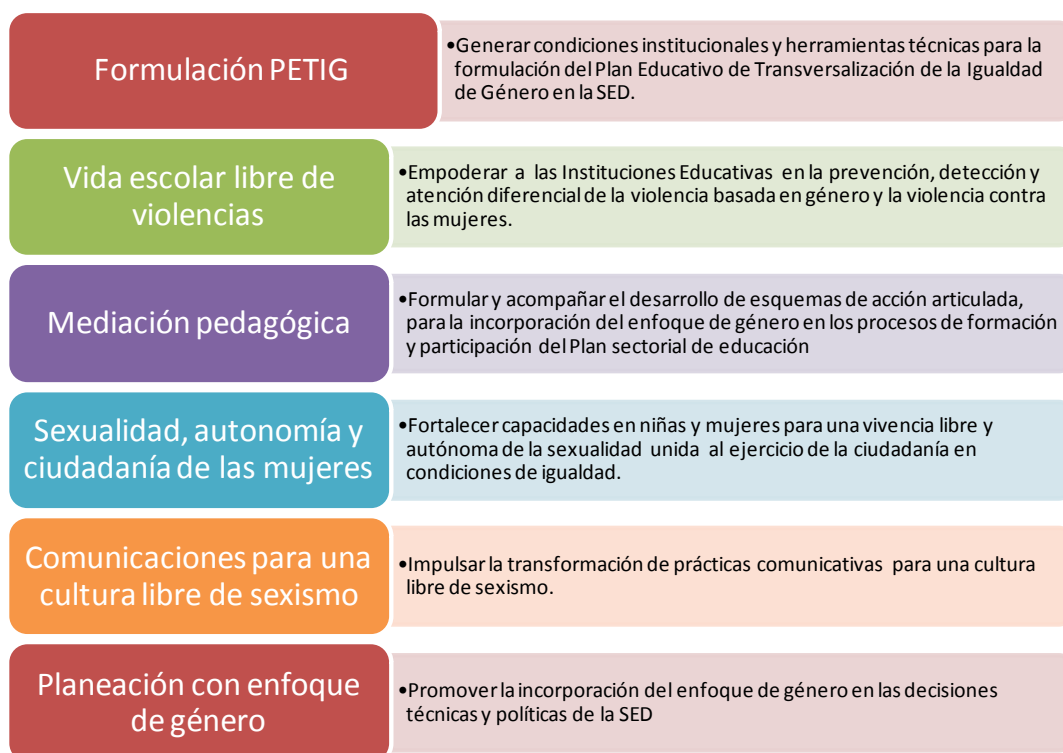 Formulación PETIG
•Generar condiciones institucionales y herramientas técnicas para la
formulación del Plan Educativo de Transversalización de la Igualdad
de Género en la SED.
Vida escolar libre de
violencias
•Empoderar a las Instituciones Educativas en la prevención, detección y
atención diferencial de la violencia basada en género y la violencia contra
las mujeres.
Mediación pedagógica
•Formular y acompañar el desarrollo de esquemas de acción articulada,
para la incorporación del enfoque de género en los procesos de formación
y participación del Plan sectorial de educación
Sexualidad, autonomía y
ciudadanía de las mujeres
•Fortalecer capacidades en niñas y mujeres para una vivencia libre y
autónoma de la sexualidad unida al ejercicio de la ciudadanía en
condiciones de igualdad.
Comunicaciones para una
cultura libre de sexismo
•Impulsar la transformación de prácticas comunicativas para una cultura
libre de sexismo.
Planeación con enfoque
de género
•Promover la incorporación del enfoque de género en las decisiones
técnicas y políticas de la SED